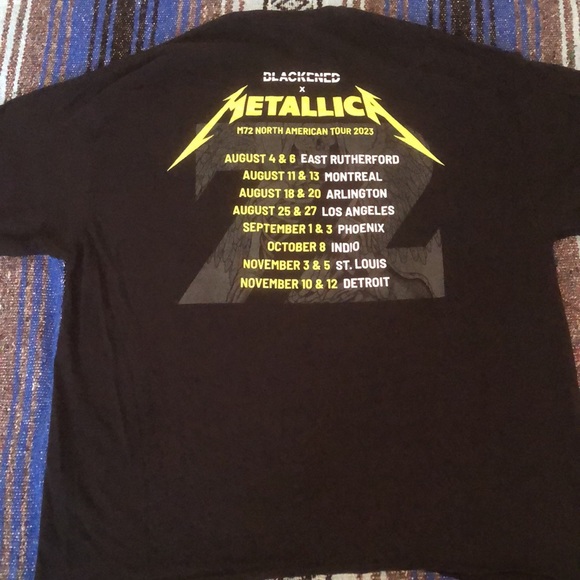 BLACKENED
X
METALLICA
M72 NORTH AMERICAN TOUR 2023
AUGUST 4 & 6 EAST RUTHERFORD
AUGUST 11 & 13 MONTREAL
AUGUST 18 & 20 ARLINGTON
AUGUST 25 & 27 LOS ANGELES
SEPTEMBER 1 & 3 PHOENIX
OCTOBER 8 INDIO
NOVEMBER 3 & 5 ST. LOUIS
NOVEMBER 10 & 12 DETROIT
72